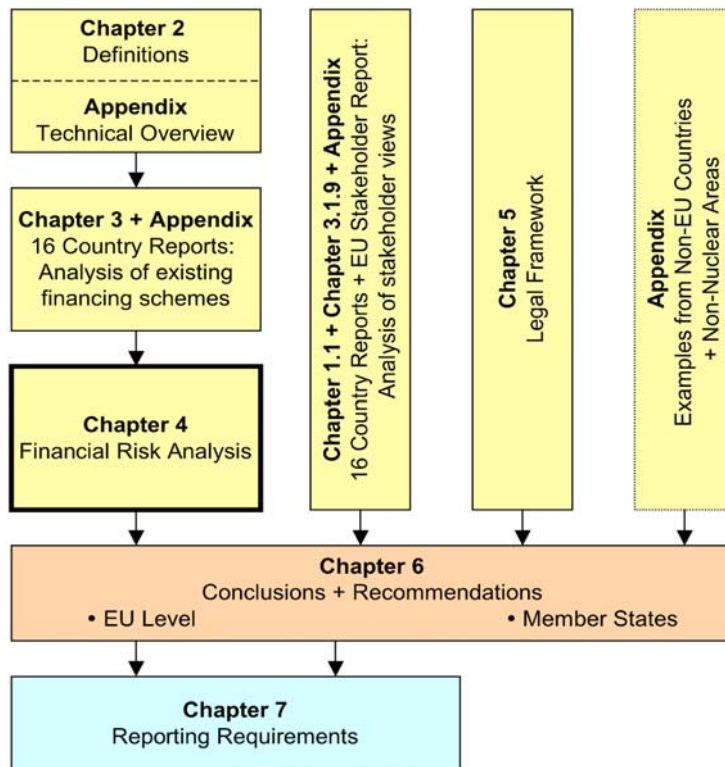 Chapter 2
Definitions
Appendix
Technical Overview
Chapter 3 + Appendix
16 Country Reports:
Analysis of existing
financing schemes
Chapter 4
Financial Risk Analysis
Chapter 1.1 + Chapter 3.1.9 + Appendix
16 Country Reports + EU Stakeholder Report:
Analysis of stakeholder views
Chapter 5
Legal Framework
Appendix
Examples from Non-EU Countries
+ Non-Nuclear Areas
Chapter 6
Conclusions + Recommendations
• EU Level
• Member States
Chapter 7
Reporting Requirements